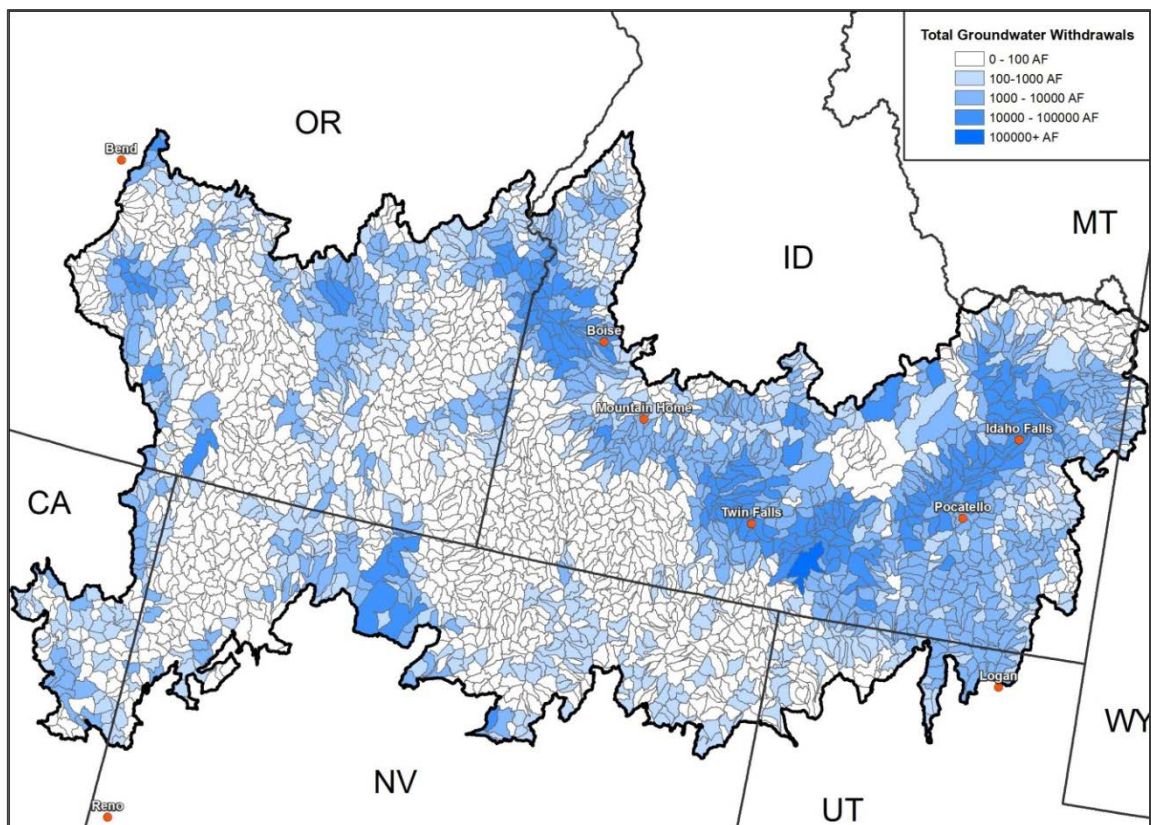 Total Groundwater Withdrawals
0 - 100 AF
100-1000 AF
1000 - 10000 AF
10000 - 100000 AF
100000+ AF
OR
Bend
MT
ID
Boise
Mountain Home
Idaho Falls
CA
Twin Falls
Pocatello
Logan
WY
NV
UT
Reno